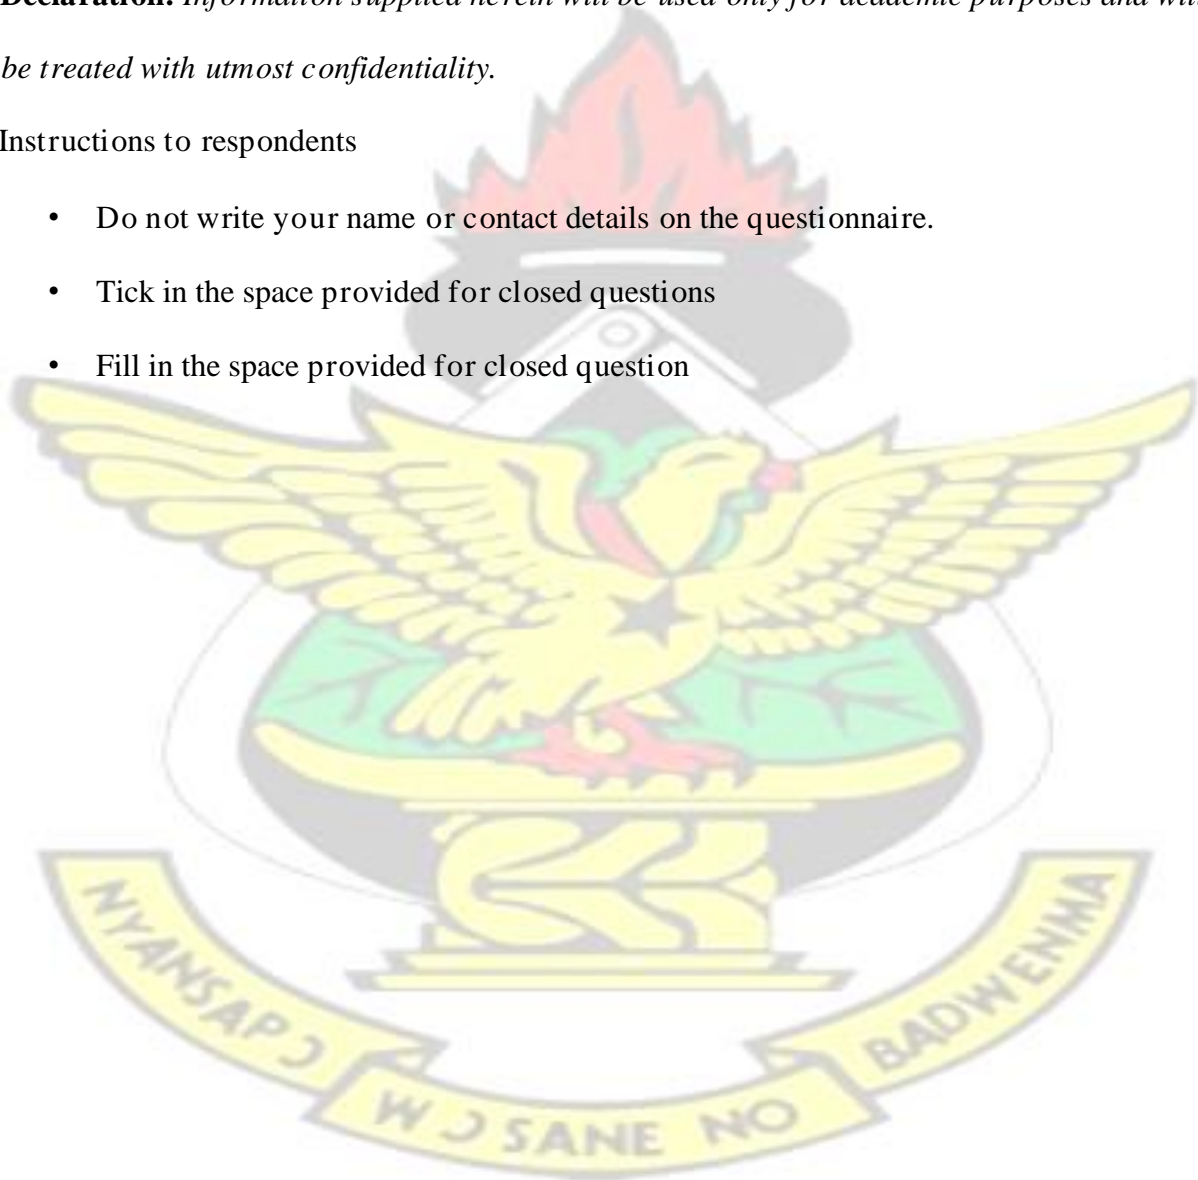 Declaration: Information supplied herein will be used only for academic purposes and will
be treated with utmost confidentiality.
Instructions to respondents
• Do not write your name or contact details on the questionnaire.
• Tick in the space provided for closed questions
• Fill in the space provided for closed question
NYANSAPƆ
WƆ SANE NO
BADWENMA